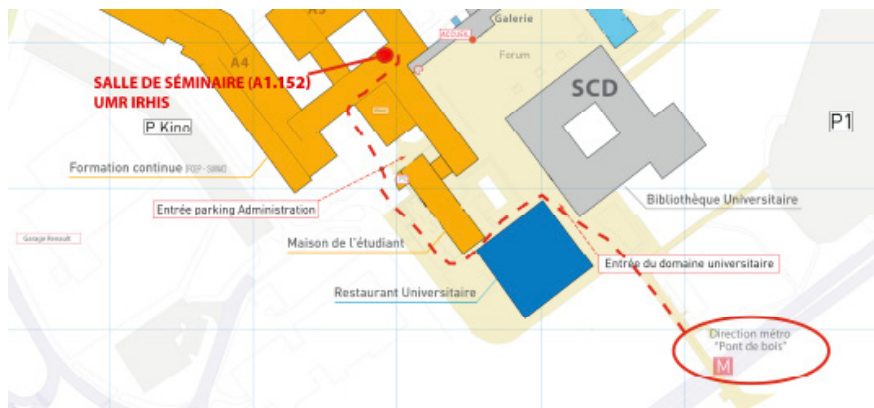 A3
Galerie
ACCUEIL
Forum
A4
SALLE DE SÉMINAIRE (A1.152)
UMR IRHIS
SCD
P Kino
P1
Formation continue
Bibliothèque Universitaire
Entrée parking Administration
Garage Renault
Maison de l'étudiant
Entrée du domaine universitaire
Restaurant Universitaire
Direction métro
"Pont de bois"
M